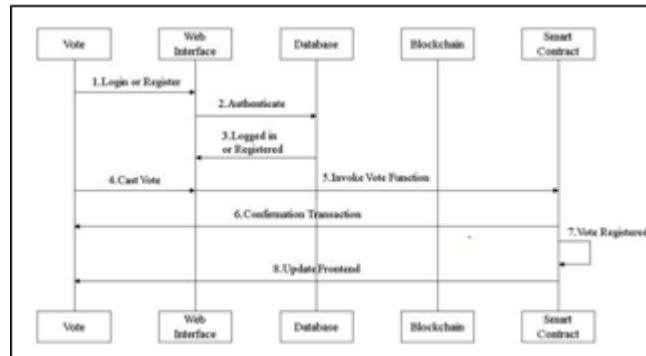 Vote
Web
Interface
Database
Blockchain
Smart
Contract
1.Login or Register
2.Authenticate
3.Logged in
or Registered
4.Cast Vote
5.Invoke Vote Function
6.Confirmation Transaction
7.Vote Registered
8.Update Frontend
Vote
Web
Interface
Database
Blockchain
Smart
Contract